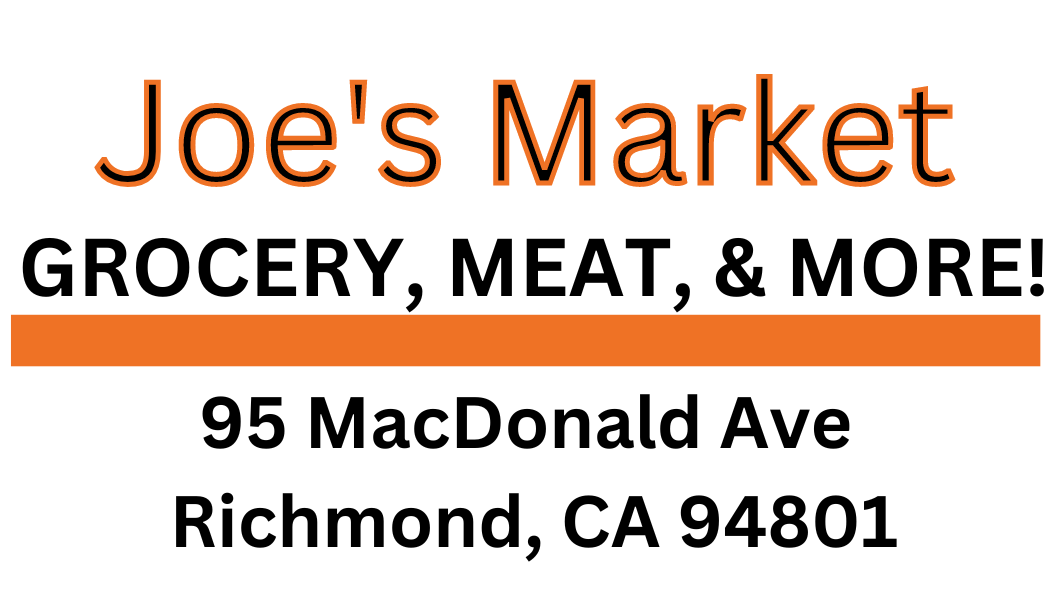 Joe's Market
GROCERY, MEAT, & MORE!
95 MacDonald Ave
Richmond, CA 94801